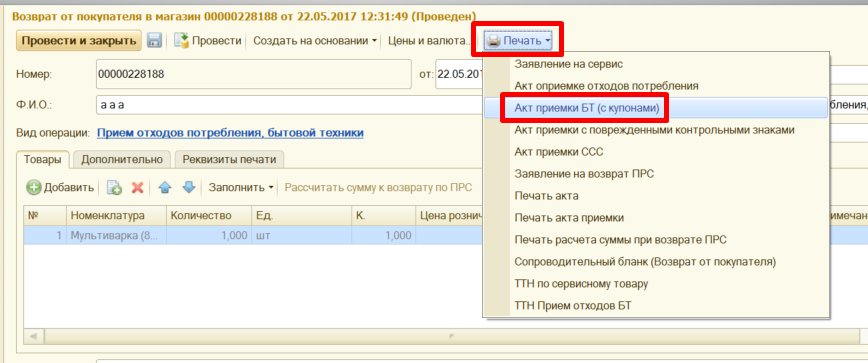 Возврат от покупателя в магазин 00000228188 от 22.05.2017 12:31:49 (Проведен)
Провести и закрыть Провести Создать на основании Цены и валюта... Печать
Номер: 00000228188 от: 22.05.201
Ф.И.О.: а а а бления,
Вид операции: Прием отходов потребления, бытовой техники
Товары Дополнительно Реквизиты печати
Добавить Заполнить Рассчитать сумму к возврату по ПРС
№ Номенклатура Количество Ед. К. Цена рознич имечан
1 Мультиварка (8... 1,000 шт 1,000
Заявление на сервис
Акт оприемке отходов потребления
Акт приемки БТ (с купонами)
Акт приемки с поврежденными контрольными знаками
Акт приемки ССС
Заявление на возврат ПРС
Печать акта
Печать акта приемки
Печать расчета суммы при возврате ПРС
Сопроводительный бланк (Возврат от покупателя)
ТТН по сервисному товару
ТТН Прием отходов БТ